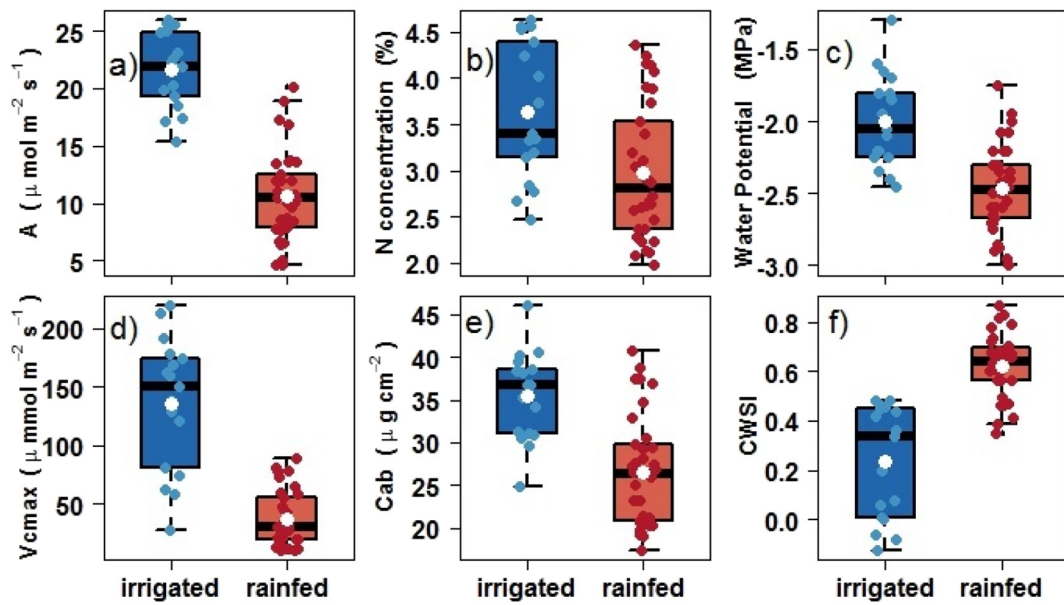 a)
A ( μ mol m⁻² s⁻¹ )
25
20
15
10
5
b)
N concentration (%)
4.5
4.0
3.5
3.0
2.5
2.0
c)
Water Potential (MPa)
-1.5
-2.0
-2.5
-3.0
d)
Vcmax ( μ mmol m⁻² s⁻¹ )
200
150
100
50
irrigated rainfed
e)
Cab ( μ g cm⁻² )
45
40
35
30
25
20
irrigated rainfed
f)
CWSI
0.8
0.6
0.4
0.2
0.0
irrigated rainfed